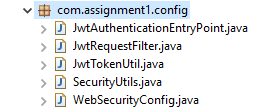 com.assignment1.config
JwtAuthenticationEntryPoint.java
JwtRequestFilter.java
JwtTokenUtil.java
SecurityUtils.java
WebSecurityConfig.java